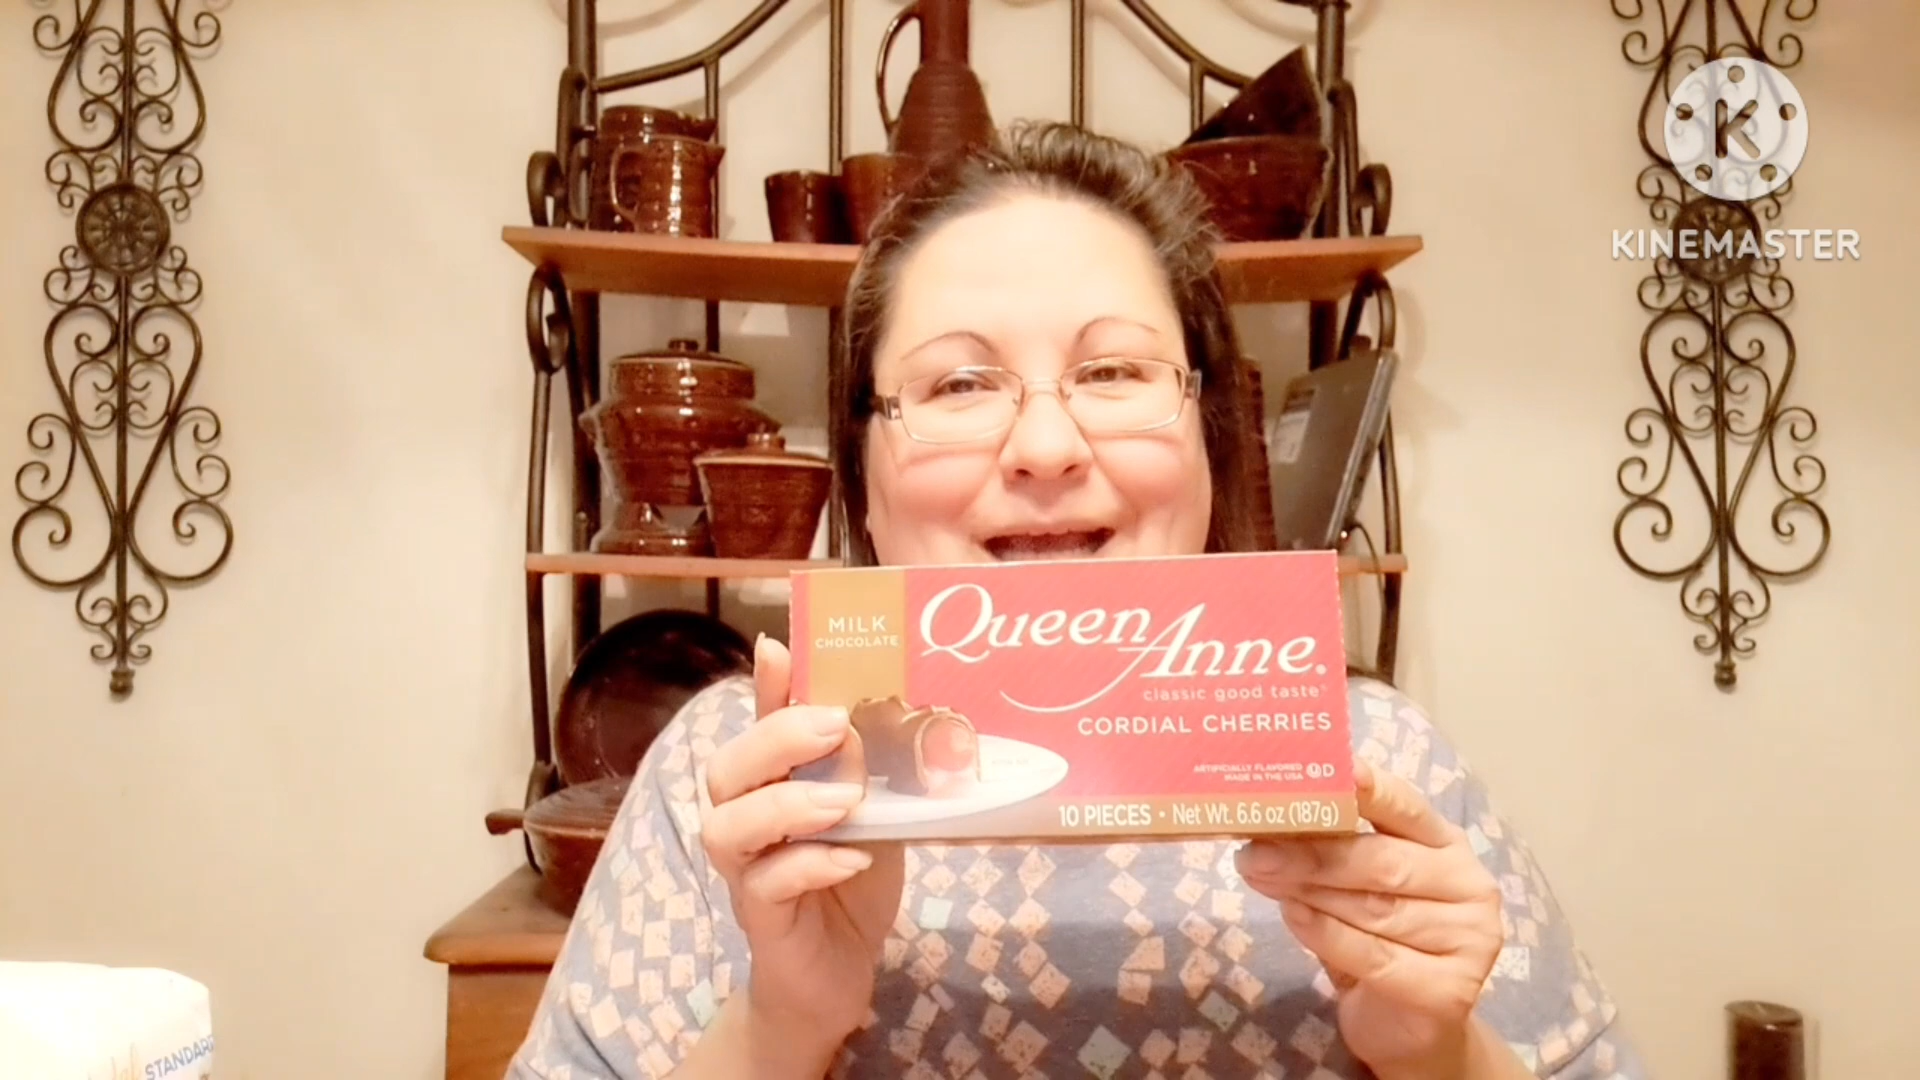 K
KINEMASTER
MILK
CHOCOLATE
Queen Anne.
classic good taste
CORDIAL CHERRIES
ARTIFICIALLY FLAVORED
MADE IN THE USA UD
10 PIECES • Net Wt. 6.6 oz (187g)
STANDARD